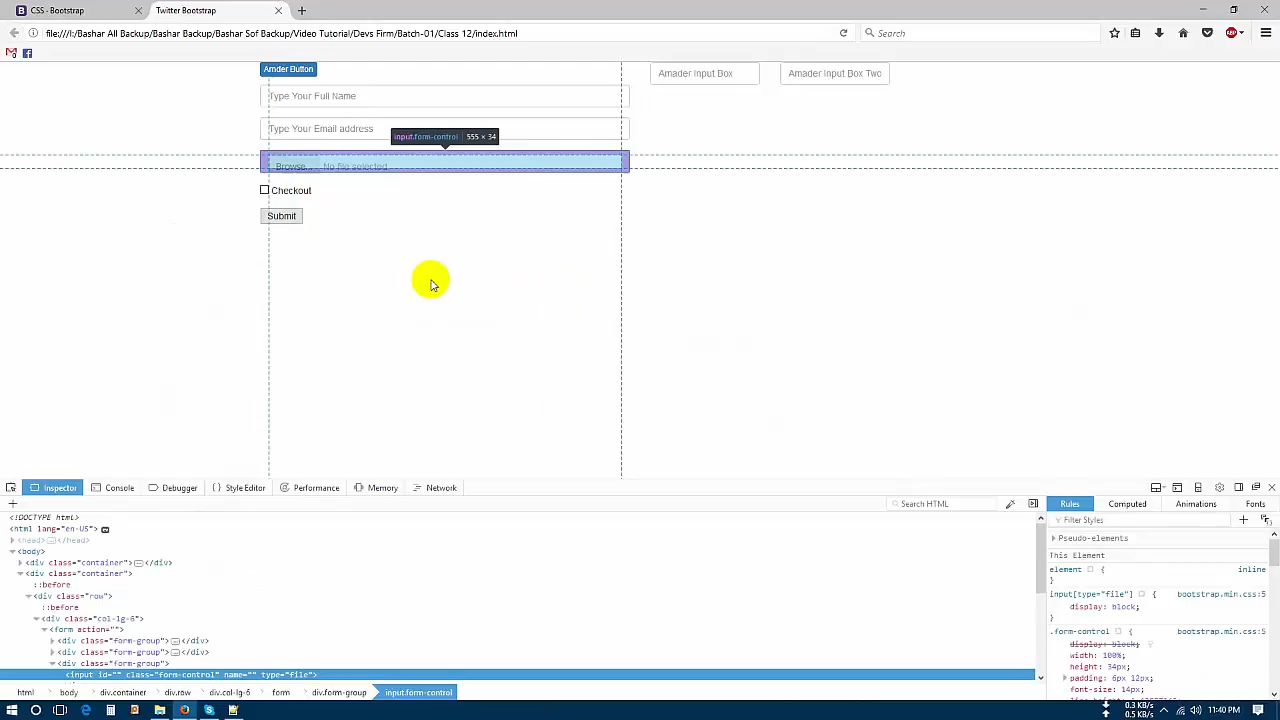 CSS · Bootstrap
Twitter Bootstrap
file:///I:/Bashar All Backup/Bashar Backup/Bashar Sof Backup/Video Tutorial/Devs Firm/Batch-01/Class 12/index.html
Search
Amder Button
Amader Input Box
Amader Input Box Two
Type Your Full Name
Type Your Email address
input.form-control | 555 × 34
Browse... No file selected.
Checkout
Submit
Inspector
Console
Debugger
Style Editor
Performance
Memory
Network
Search HTML
Rules
Computed
Animations
Fonts
<!DOCTYPE html>
<html lang="en-US">
<head></head>
<body>
<div class="container"></div>
<div class="container">
::before
<div class="row">
::before
<div class="col-lg-6">
<form action="">
<div class="form-group"></div>
<div class="form-group"></div>
<div class="form-group">
<input id="" class="form-control" name="" type="file">
Filter Styles
Pseudo-elements
This Element
element { inline
}
input[type="file"] { bootstrap.min.css:5
display: block;
}
.form-control { bootstrap.min.css:5
display: block;
width: 100%;
height: 34px;
padding: 6px 12px;
font-size: 14px;
html
body
div.container
div.row
div.col-lg-6
form
div.form-group
input.form-control
0.3 KB/s
0.5 KB/s
11:40 PM